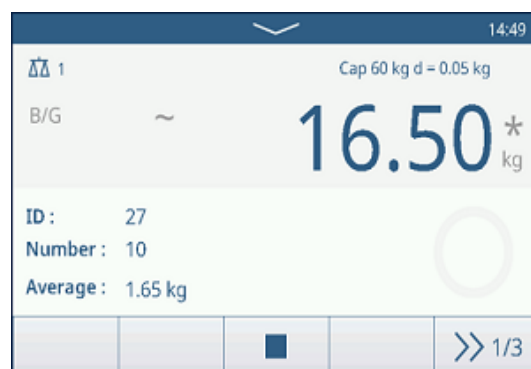 14:49
1 Cap 60 kg d = 0.05 kg
B/G ~ 16.50 * kg
ID : 27
Number : 10
Average : 1.65 kg
1/3